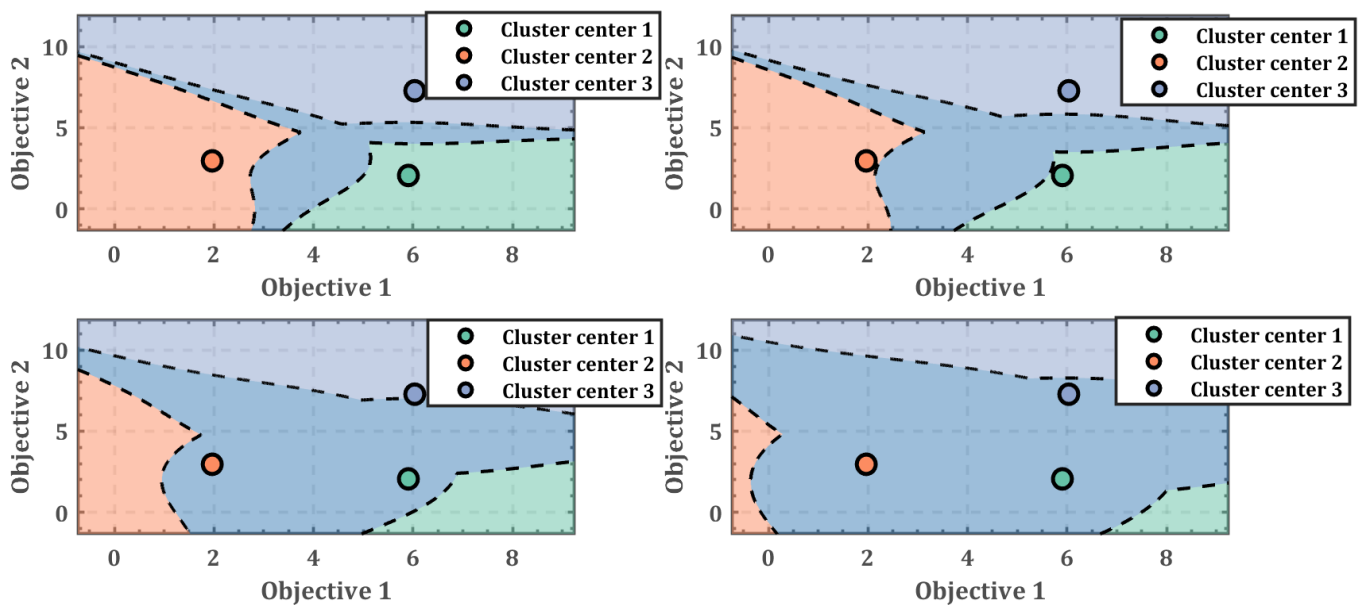 Cluster center 1
Cluster center 2
Cluster center 3
10
5
0
Objective 2
0 2 4 6 8
Objective 1
Cluster center 1
Cluster center 2
Cluster center 3
10
5
0
Objective 2
0 2 4 6 8
Objective 1
Cluster center 1
Cluster center 2
Cluster center 3
10
5
0
Objective 2
0 2 4 6 8
Objective 1
Cluster center 1
Cluster center 2
Cluster center 3
10
5
0
Objective 2
0 2 4 6 8
Objective 1